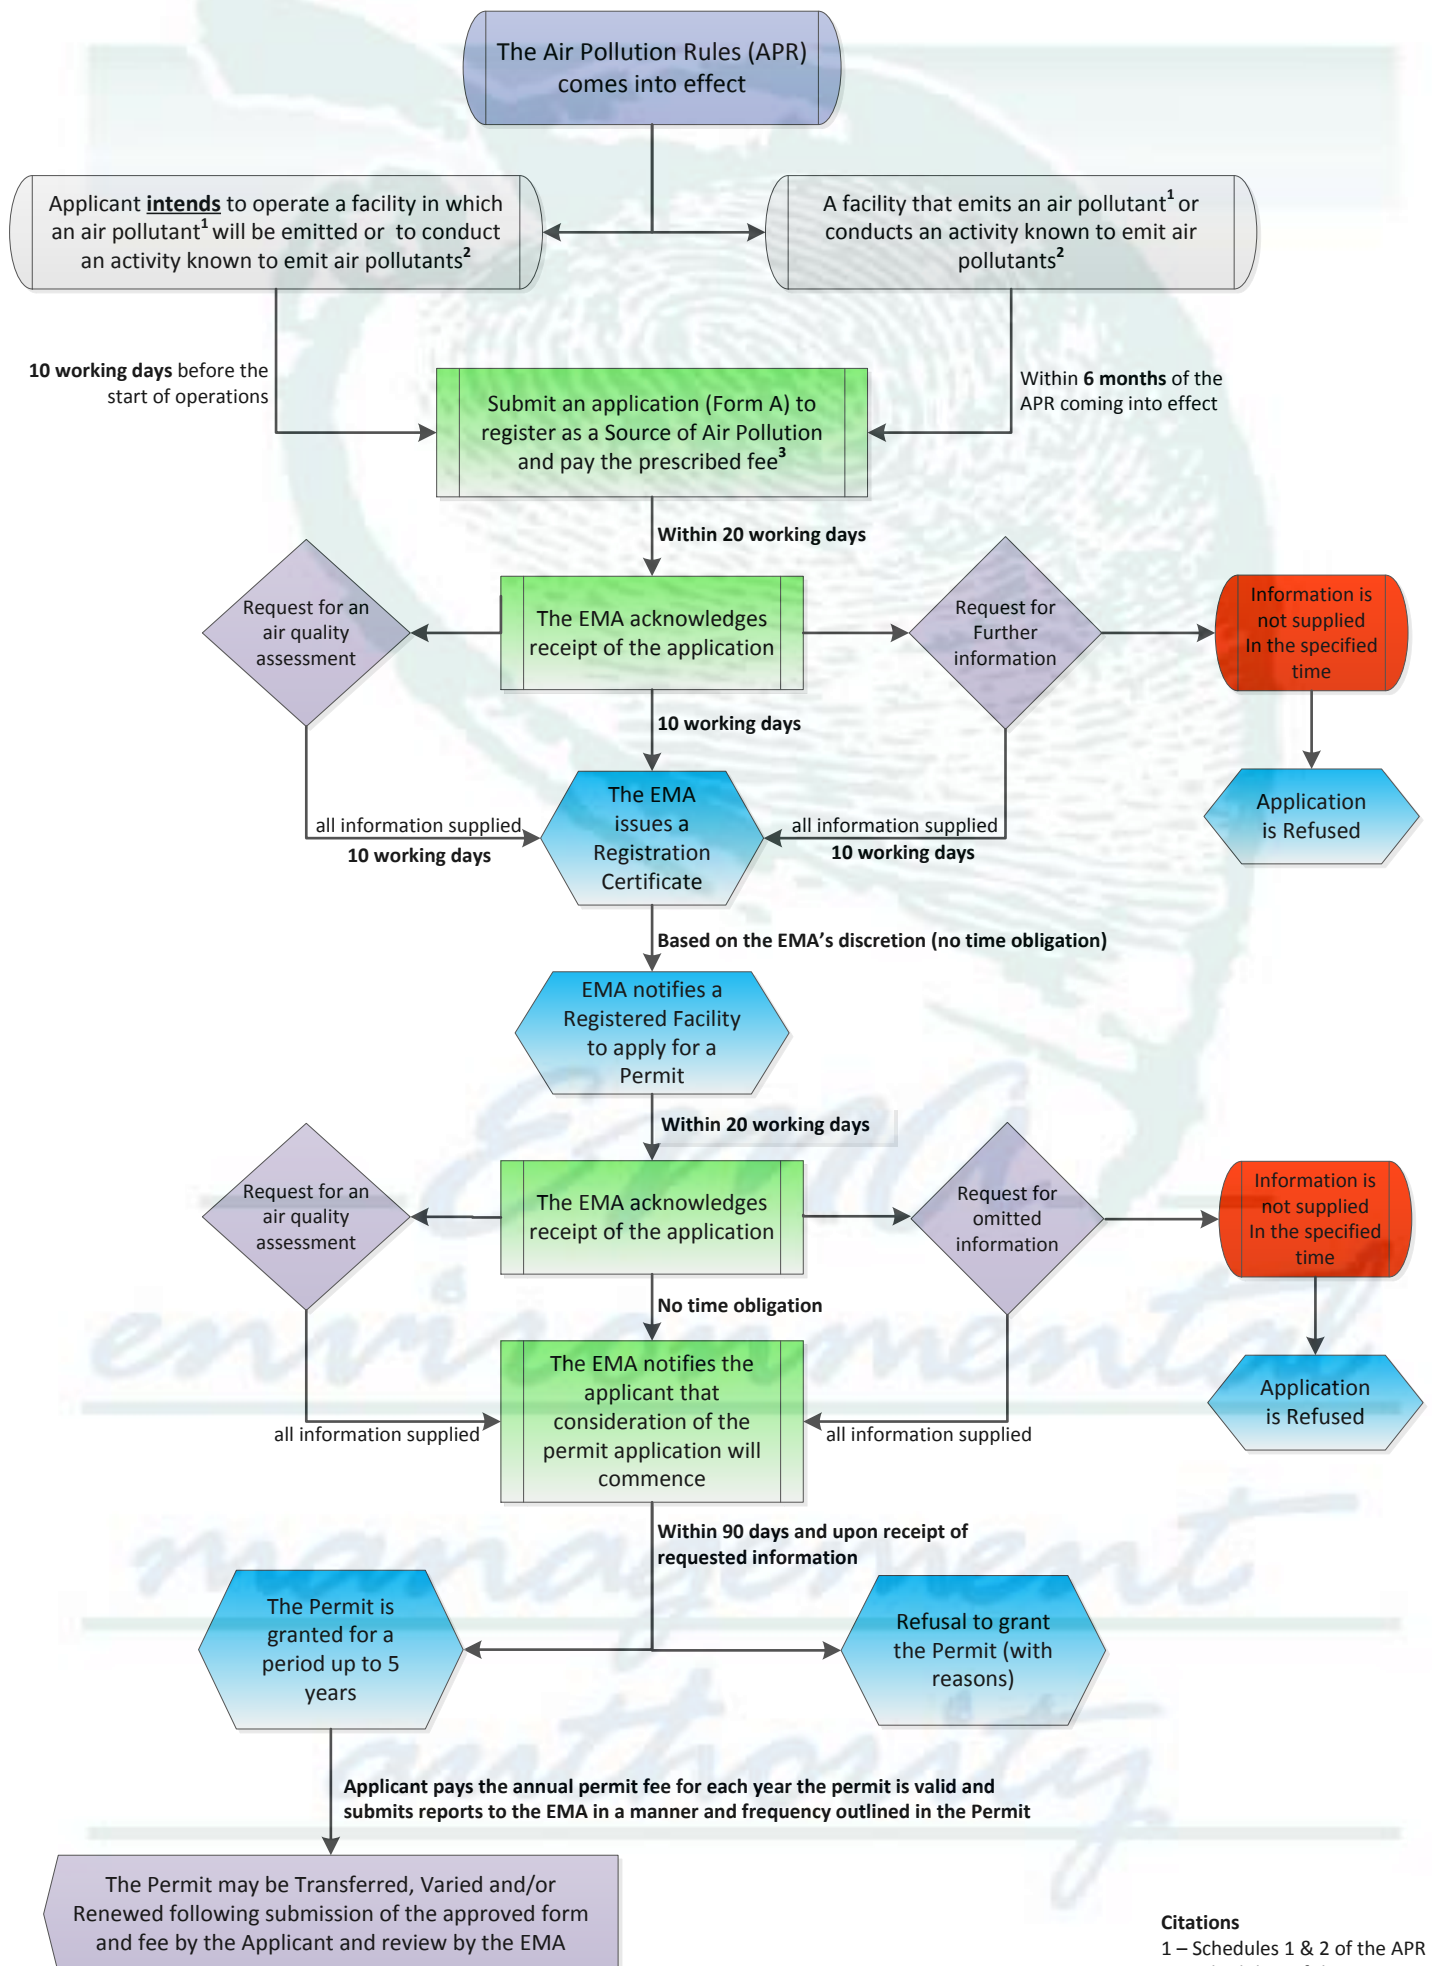 The Air Pollution Rules (APR)
comes into effect
Applicant intends to operate a facility in which
an air pollutant1 will be emitted or to conduct
an activity known to emit air pollutants2
A facility that emits an air pollutant1 or
conducts an activity known to emit air
pollutants2
10 working days before the
start of operations
Within 6 months of the
APR coming into effect
Submit an application (Form A) to
register as a Source of Air Pollution
and pay the prescribed fee3
Within 20 working days
Request for an
air quality
assessment
The EMA acknowledges
receipt of the application
Request for
Further
information
Information is
not supplied
In the specified
time
10 working days
all information supplied
10 working days
The EMA
issues a
Registration
Certificate
all information supplied
10 working days
Application
is Refused
Based on the EMA's discretion (no time obligation)
EMA notifies a
Registered Facility
to apply for a
Permit
Within 20 working days
Request for an
air quality
assessment
The EMA acknowledges
receipt of the application
Request for
omitted
information
Information is
not supplied
In the specified
time
No time obligation
all information supplied
The EMA notifies the
applicant that
consideration of the
permit application will
commence
all information supplied
Application
is Refused
Within 90 days and upon receipt of
requested information
The Permit is
granted for a
period up to 5
years
Refusal to grant
the Permit (with
reasons)
Applicant pays the annual permit fee for each year the permit is valid and
submits reports to the EMA in a manner and frequency outlined in the Permit
The Permit may be Transferred, Varied and/or
Renewed following submission of the approved form
and fee by the Applicant and review by the EMA
Citations
1 – Schedules 1 & 2 of the APR
Ema
environmental
management
authority